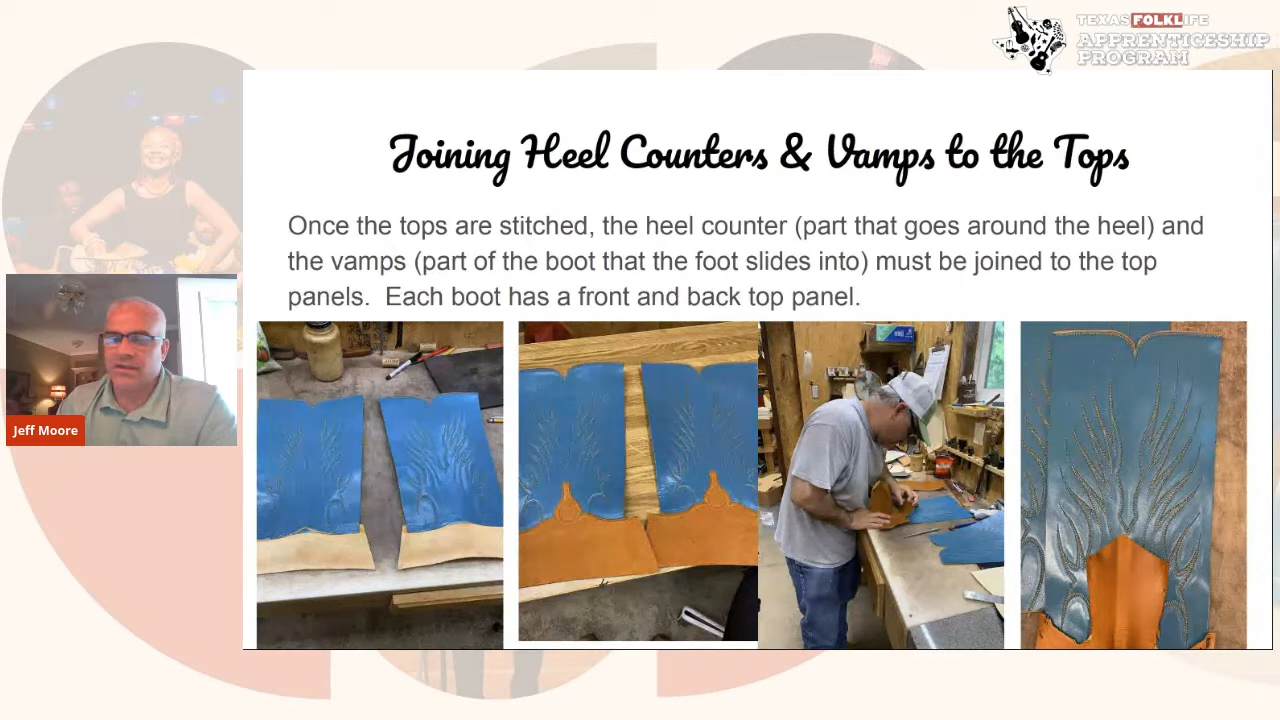 TEXAS FOLKLIFE
APPRENTICESHIP
PROGRAM
Joining Heel Counters & Vamps to the Tops
Once the tops are stitched, the heel counter (part that goes around the heel) and
the vamps (part of the boot that the foot slides into) must be joined to the top
panels.  Each boot has a front and back top panel.
Jeff Moore